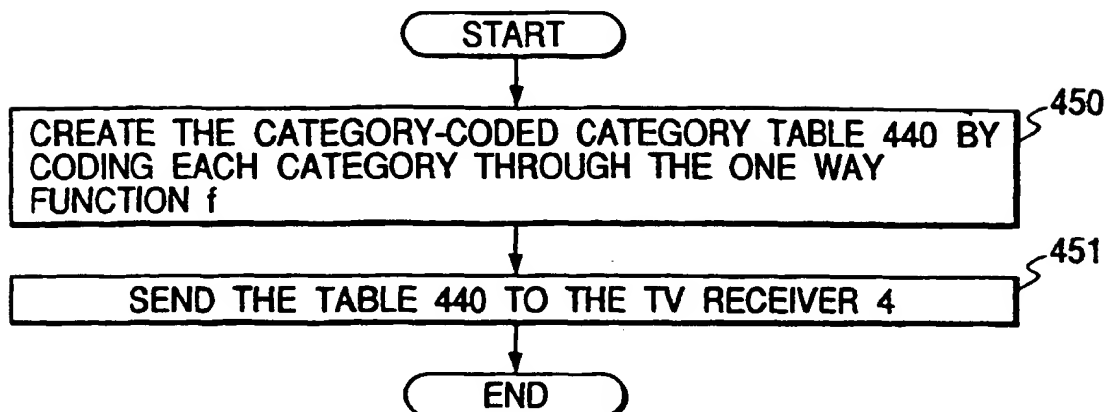 START
450
CREATE THE CATEGORY-CODED CATEGORY TABLE 440 BY
CODING EACH CATEGORY THROUGH THE ONE WAY
FUNCTION f
451
SEND THE TABLE 440 TO THE TV RECEIVER 4
END